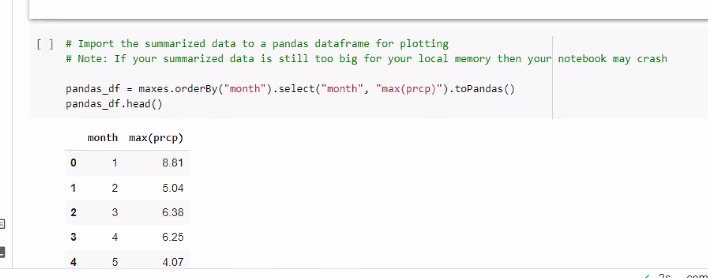 [ ] # Import the summarized data to a pandas dataframe for plotting
# Note: If your summarized data is still too big for your local memory then your notebook may crash
pandas_df = maxes.orderBy("month").select("month", "max(prcp)").toPandas()
pandas_df.head()
month max(prcp)
0 1 8.81
1 2 5.04
2 3 6.38
3 4 6.25
4 5 4.07